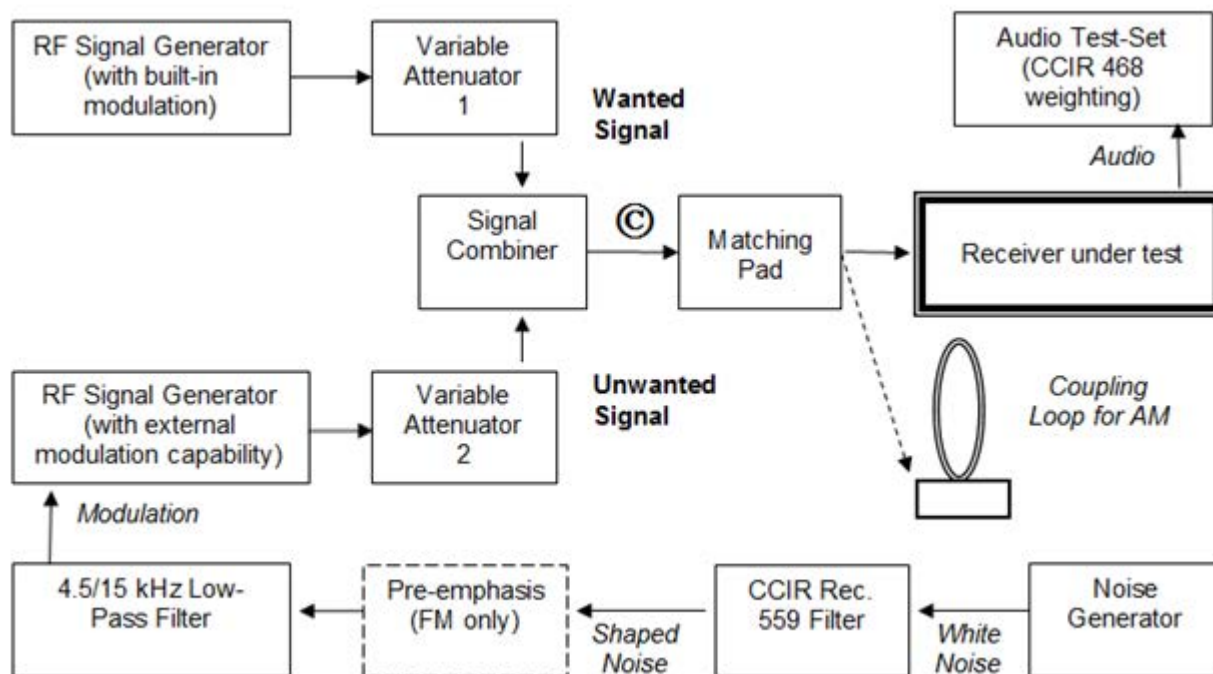 RF Signal Generator
(with built-in
modulation)
Variable
Attenuator
1
Wanted
Signal
Audio Test-Set
(CCIR 468
weighting)
Audio
Signal
Combiner
©
Matching
Pad
Receiver under test
RF Signal Generator
(with external
modulation capability)
Variable
Attenuator
2
Unwanted
Signal
Coupling
Loop for AM
Modulation
4.5/15 kHz Low-
Pass Filter
Pre-emphasis
(FM only)
Shaped
Noise
CCIR Rec.
559 Filter
White
Noise
Noise
Generator